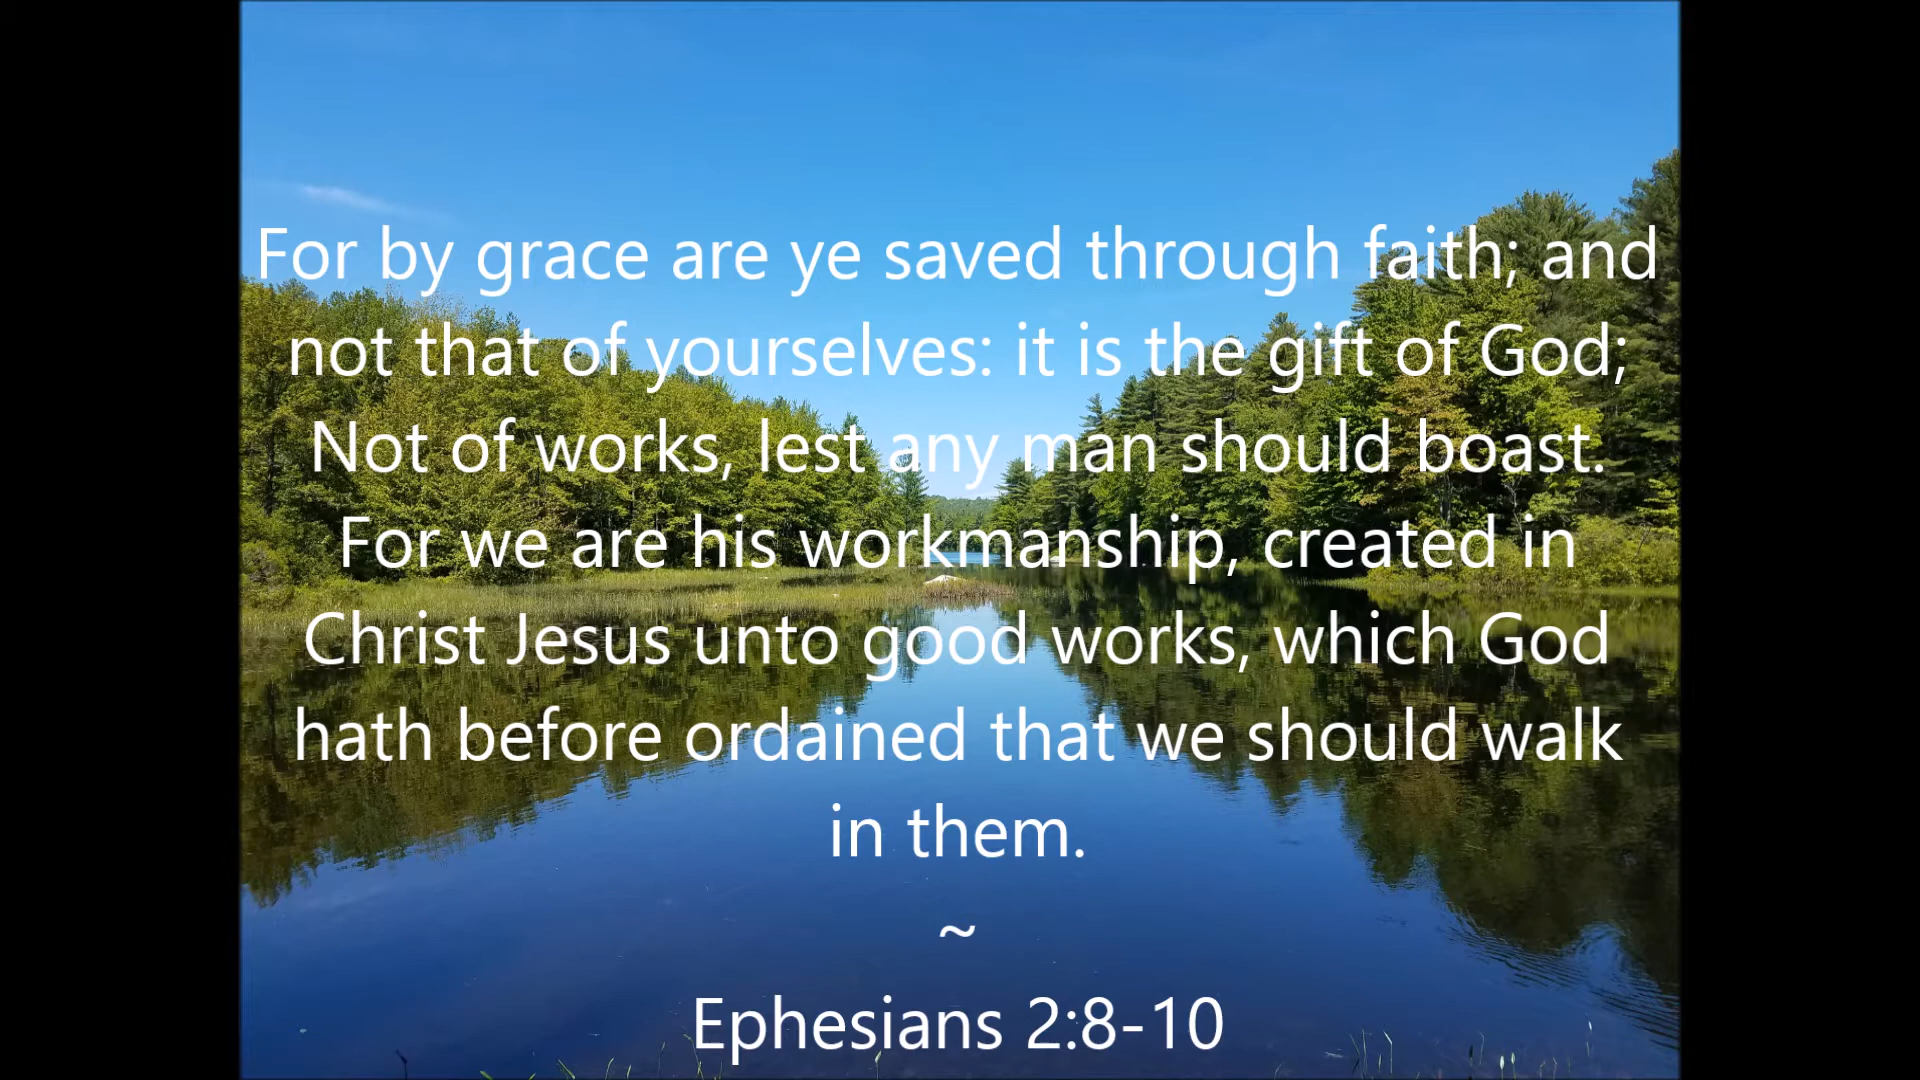 For by grace are ye saved through faith; and
not that of yourselves: it is the gift of God;
Not of works, lest any man should boast.
For we are his workmanship, created in
Christ Jesus unto good works, which God
hath before ordained that we should walk
in them.
~
Ephesians 2:8-10